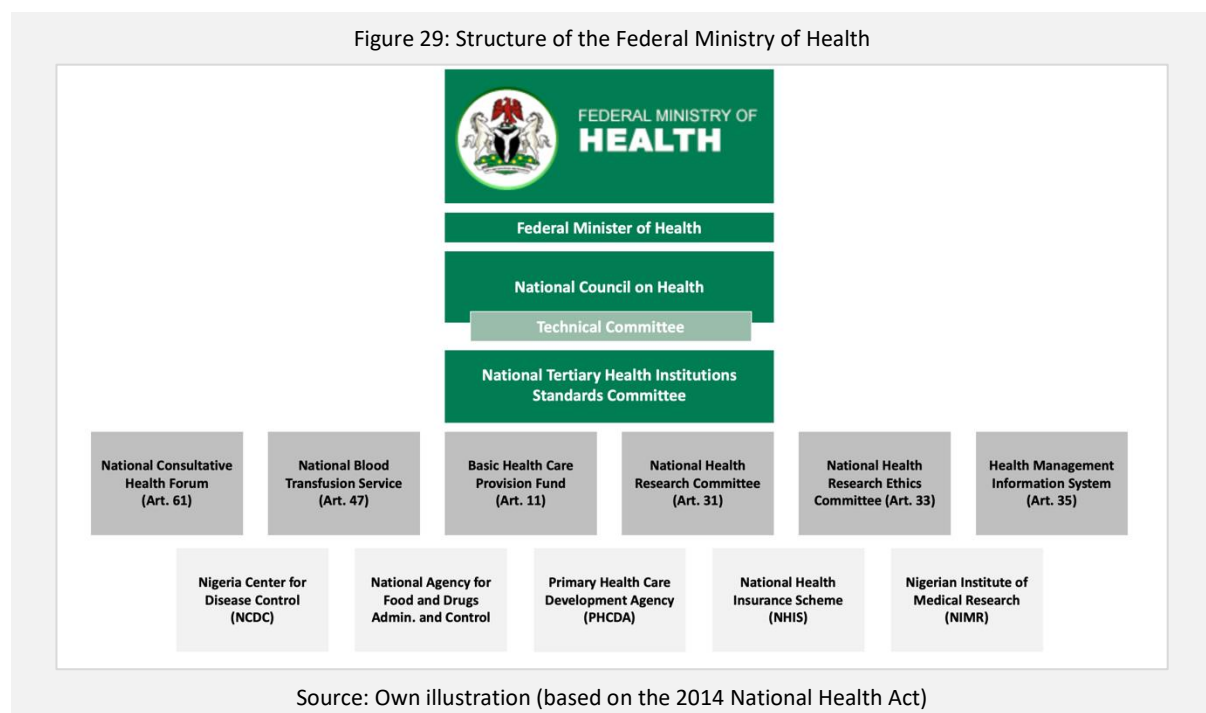 Figure 29: Structure of the Federal Ministry of Health
FEDERAL MINISTRY OF
HEALTH
Federal Minister of Health
National Council on Health
Technical Committee
National Tertiary Health Institutions
Standards Committee
National Consultative
Health Forum
(Art. 61)
National Blood
Transfusion Service
(Art. 47)
Basic Health Care
Provision Fund
(Art. 11)
National Health
Research Committee
(Art. 31)
National Health
Research Ethics
Committee (Art. 33)
Health Management
Information System
(Art. 35)
Nigeria Center for
Disease Control
(NCDC)
National Agency for
Food and Drugs
Admin. and Control
Primary Health Care
Development Agency
(PHCDA)
National Health
Insurance Scheme
(NHIS)
Nigerian Institute of
Medical Research
(NIMR)
Source: Own illustration (based on the 2014 National Health Act)